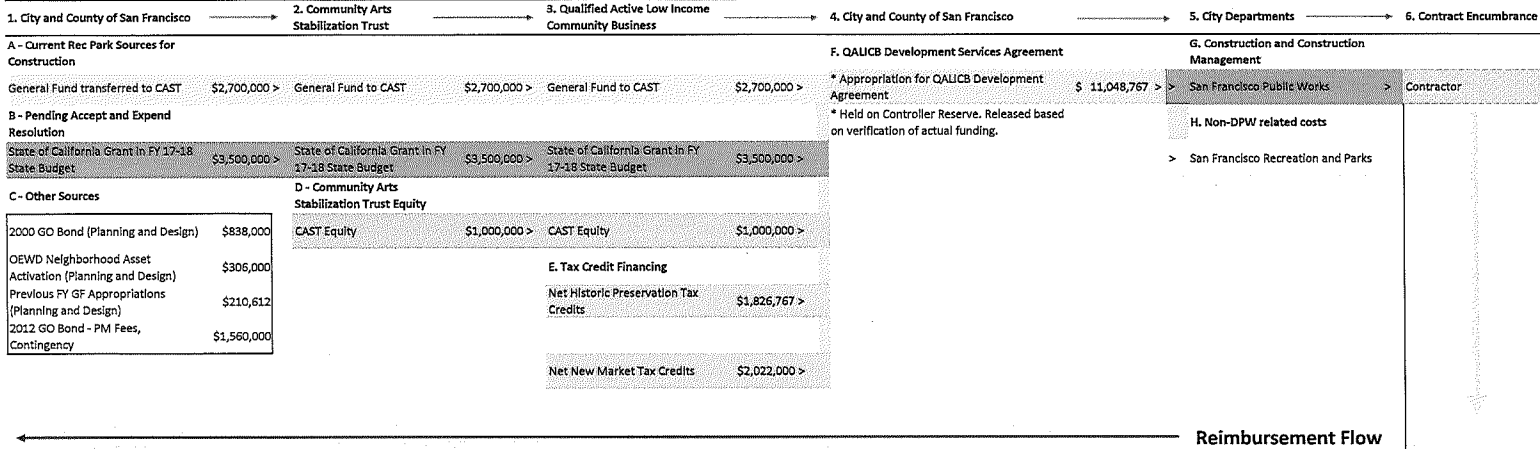 1. City and County of San Francisco
2. Community Arts
Stabilization Trust
3. Qualified Active Low Income
Community Business
4. City and County of San Francisco
5. City Departments
6. Contract Encumbrance
A - Current Rec Park Sources for
Construction
General Fund transferred to CAST $2,700,000 >
B - Pending Accept and Expend
Resolution
State of California Grant in FY 17-18
State Budget $3,500,000 >
C - Other Sources
2000 GO Bond (Planning and Design) $838,000
OEWD Neighborhood Asset
Activation (Planning and Design) $306,000
Previous FY GF Appropriations
(Planning and Design) $210,612
2012 GO Bond - PM Fees,
Contingency $1,560,000
General Fund to CAST $2,700,000 >
State of California Grant in FY
17-18 State Budget $3,500,000 >
D - Community Arts
Stabilization Trust Equity
CAST Equity $1,000,000 >
General Fund to CAST $2,700,000 >
State of California Grant in FY
17-18 State Budget $3,500,000 >
CAST Equity $1,000,000 >
E. Tax Credit Financing
Net Historic Preservation Tax
Credits $1,826,767 >
Net New Market Tax Credits $2,022,000 >
F. QALICB Development Services Agreement
* Appropriation for QALICB Development
Agreement $ 11,048,767 >
* Held on Controller Reserve. Released based
on verification of actual funding.
G. Construction and Construction
Management
> San Francisco Public Works >
H. Non-DPW related costs
> San Francisco Recreation and Parks
Contractor
Reimbursement Flow